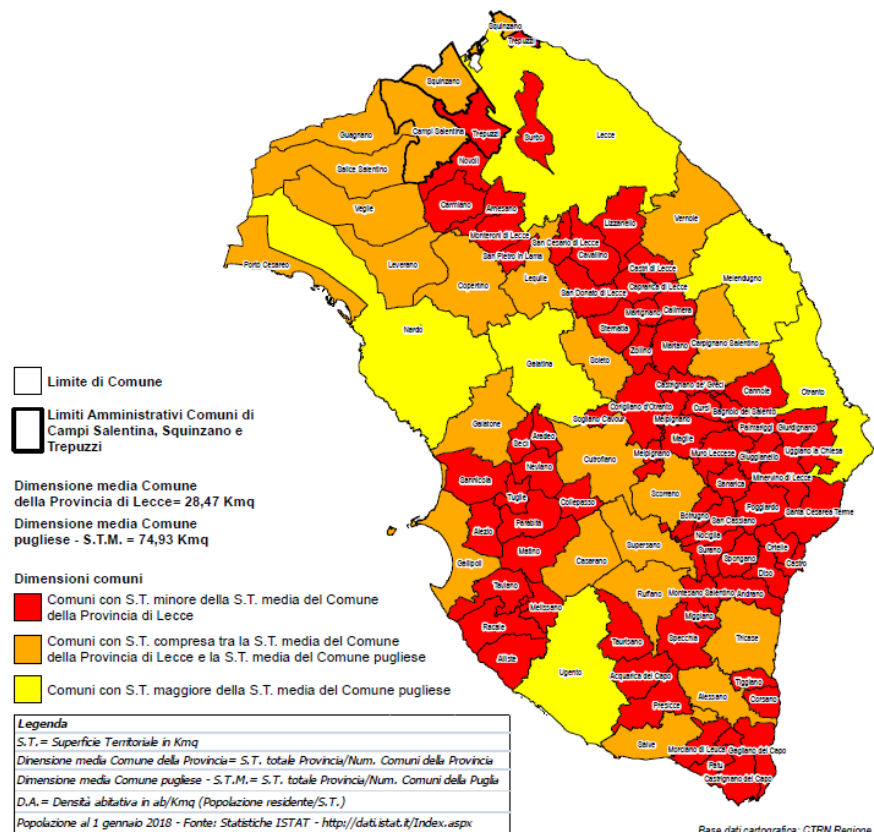 Squinzano
Trepuzzi
Squinzano
Campi Salentina
Trepuzzi
Surbo
Lecce
Guagnano
Salice Salentino
Novoli
Veglie
Carmiano
Arnesano
Monteroni di Lecce
San Pietro in Lama
San Cesario di Lecce
Lizzanello
Vernole
Cavallino
Porto Cesareo
Leverano
Copertino
Lequile
Castri di Lecce
Melendugno
San Donato di Lecce
Caprarica di Lecce
Martignano
Calimera
Nardò
Sternatia
Galatina
Soleto
Zollino
Martano
Carpignano Salentino
Castrignano de' Greci
Cannole
Otranto
Galatone
Sogliano Cavour
Corigliano d'Otranto
Melpignano
Cursi
Bagnolo del Salento
Palmariggi
Giurdignano
Seclì
Aradeo
Cutrofiano
Maglie
Muro Leccese
Giuggianello
Uggiano la Chiesa
Neviano
Melpignano
Minervino di Lecce
Sannicola
Tuglie
Collepasso
Scorrano
Sanarica
Poggiardo
Santa Cesarea Terme
Alezio
Parabita
Botrugno
San Cassiano
Matino
Supersano
Nociglia
Surano
Spongano
Ortelle
Castro
Gallipoli
Casarano
Diso
Taviano
Melissano
Ruffano
Montesano Salentino
Andrano
Racale
Miggiano
Taurisano
Specchia
Tricase
Alliste
Ugento
Acquarica del Capo
Presicce
Alessano
Tiggiano
Corsano
Salve
Morciano di Leuca
Gagliano del Capo
Patù
Castrignano del Capo
Limite di Comune
Limiti Amministrativi Comuni di
Campi Salentina, Squinzano e
Trepuzzi
Dimensione media Comune
della Provincia di Lecce= 28,47 Kmq
Dimensione media Comune
pugliese - S.T.M. = 74,93 Kmq
Dimensioni comuni
Comuni con S.T. minore della S.T. media del Comune
della Provincia di Lecce
Comuni con S.T. compresa tra la S.T. media del Comune
della Provincia di Lecce e la S.T. media del Comune pugliese
Comuni con S.T. maggiore della S.T. media del Comune pugliese
Legenda
S.T.= Superficie Territoriale in Kmq
Dinensione media Comune della Provincia= S.T. totale Provincia/Num. Comuni della Provincia
Dimensione media Comune pugliese - S.T.M.= S.T. totale Provincia/Num. Comuni della Puglia
D.A.= Densità abitativa in ab/Kmq (Popolazione residente/S.T.)
Popolazione al 1 gennaio 2018 - Fonte: Statistiche ISTAT - http://dati.istat.it/Index.aspx
Base dati cartografica: CTRN Regione